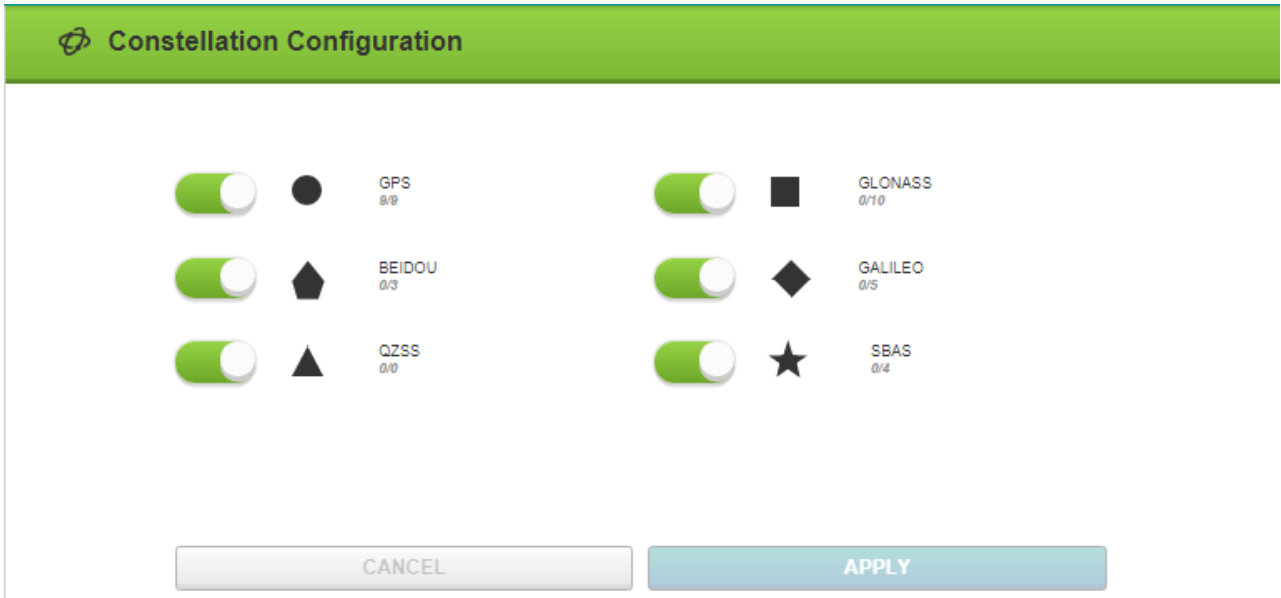 Constellation Configuration
GPS
9/9
GLONASS
0/10
BEIDOU
0/3
GALILEO
0/5
QZSS
0/0
SBAS
0/4
CANCEL
APPLY